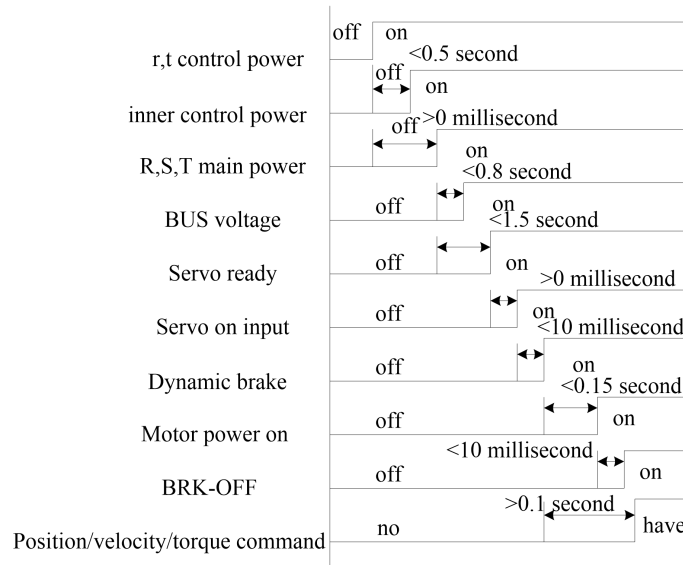 off on
r,t control power
<0.5 second
off
on
inner control power
>0 millisecond
off
R,S,T main power
on
<0.8 second
BUS voltage
off
on
<1.5 second
Servo ready
off
on
>0 millisecond
Servo on input
off
on
<10 millisecond
Dynamic brake
off
on
<0.15 second
Motor power on
off
on
<10 millisecond
BRK-OFF
off
on
>0.1 second
Position/velocity/torque command
no
have